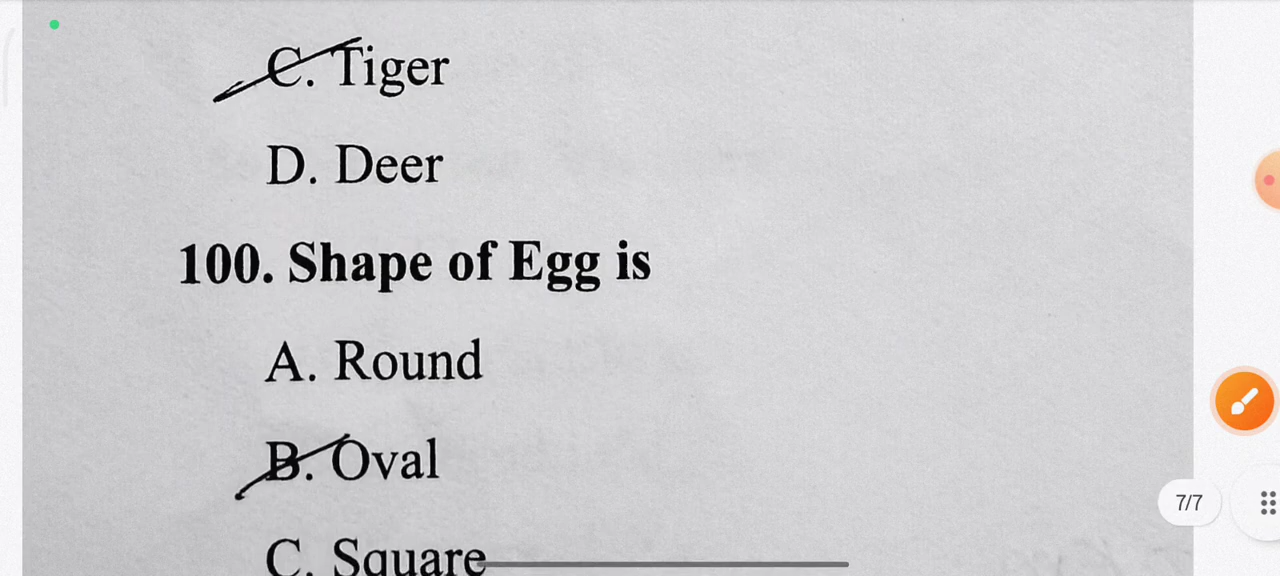 C. Tiger
D. Deer
100. Shape of Egg is
A. Round
B. Oval
C. Square
7/7